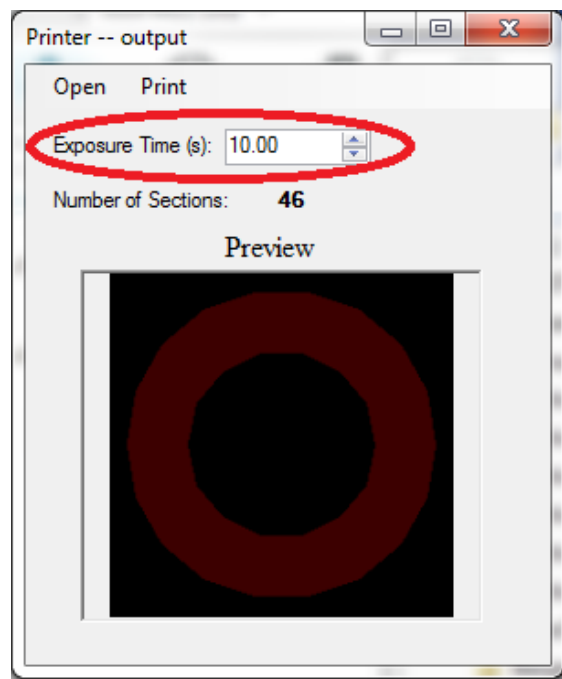 Printer -- output
Open Print
Exposure Time (s): 10.00
Number of Sections: 46
Preview